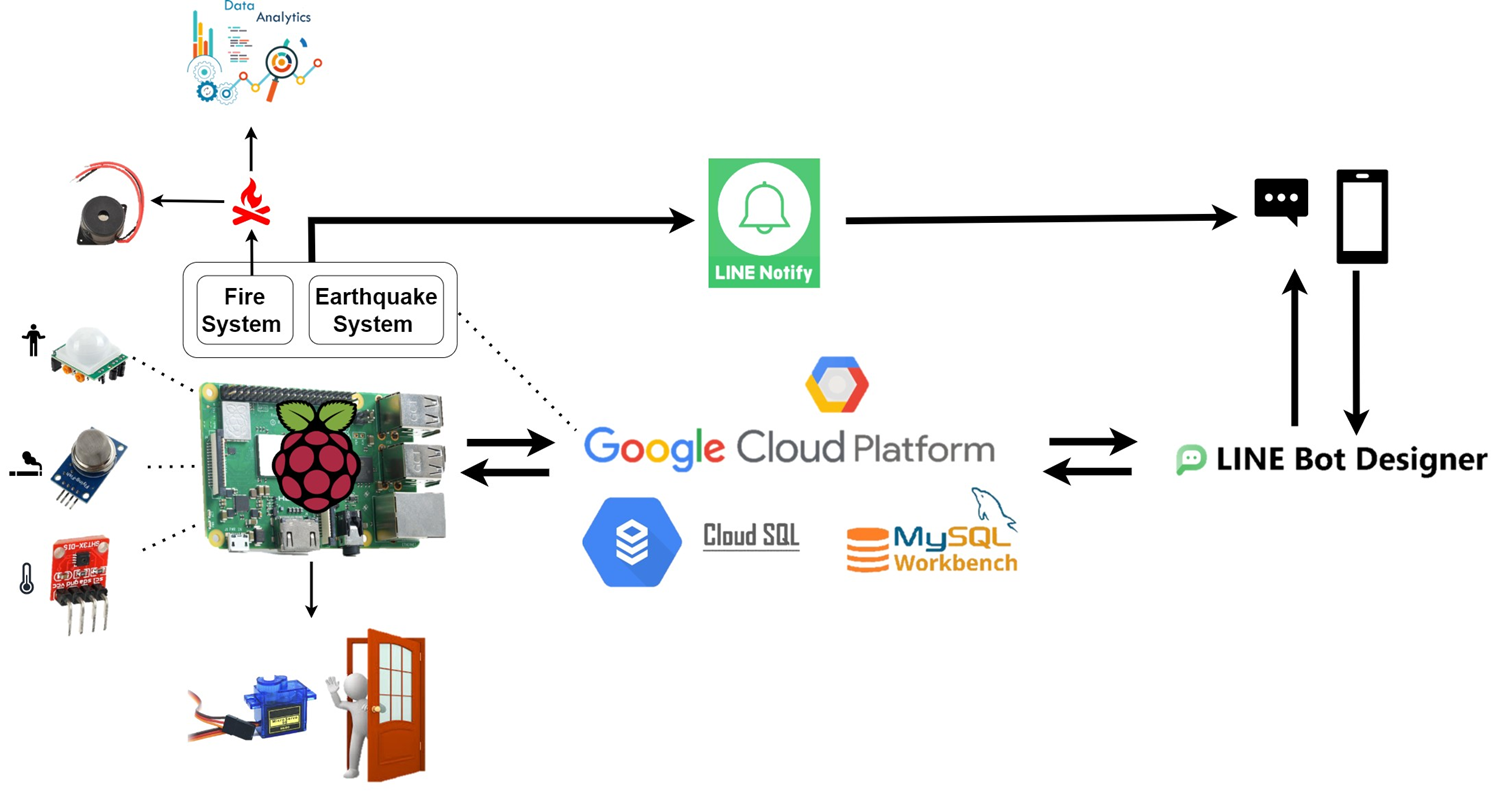 Data
Analytics
LINE Notify
Fire
System
Earthquake
System
Google Cloud Platform
LINE Bot Designer
Cloud SQL
MySQL
Workbench